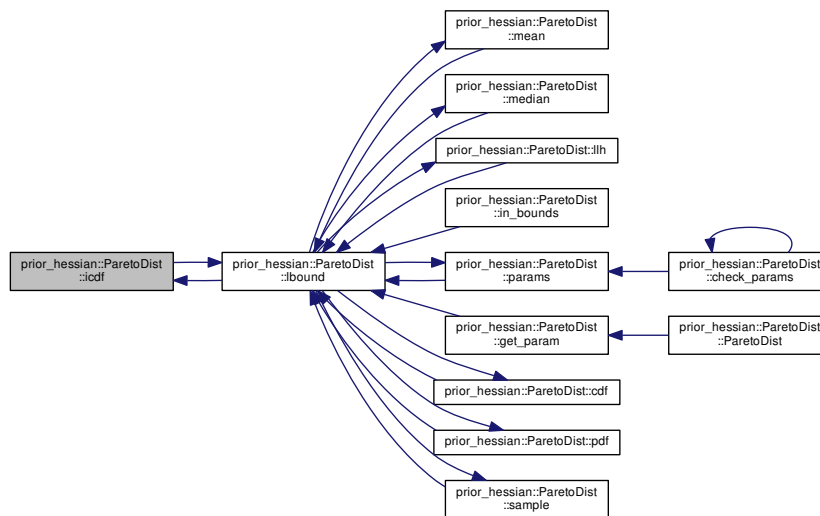 prior_hessian::ParetoDist
::icdf
prior_hessian::ParetoDist
::lbound
prior_hessian::ParetoDist
::mean
prior_hessian::ParetoDist
::median
prior_hessian::ParetoDist::llh
prior_hessian::ParetoDist
::in_bounds
prior_hessian::ParetoDist
::params
prior_hessian::ParetoDist
::get_param
prior_hessian::ParetoDist::cdf
prior_hessian::ParetoDist::pdf
prior_hessian::ParetoDist
::sample
prior_hessian::ParetoDist
::check_params
prior_hessian::ParetoDist
::ParetoDist